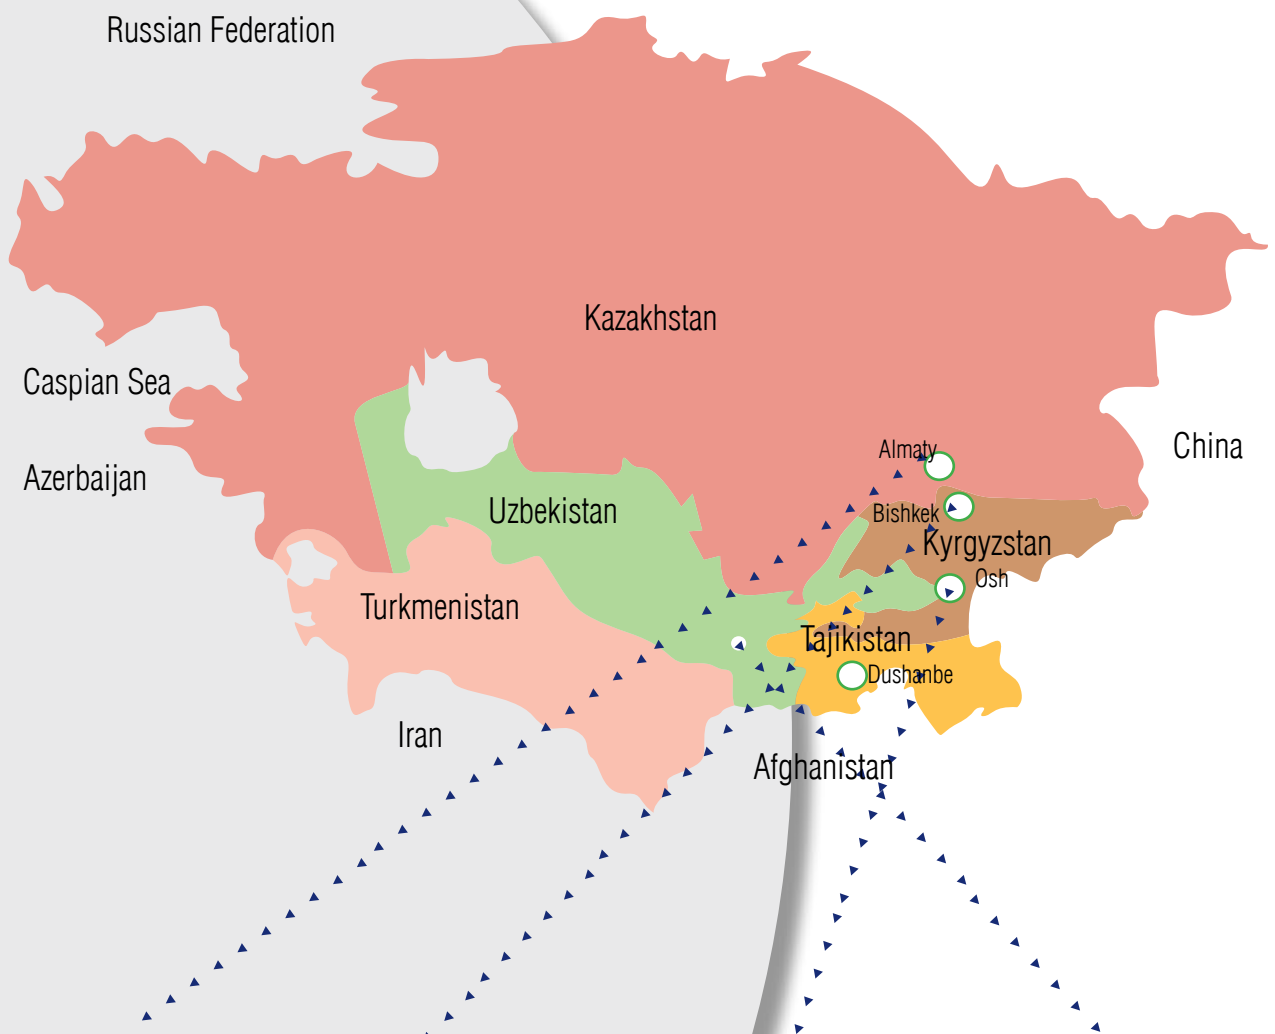 Russian Federation
Kazakhstan
Caspian Sea
China
Almaty
Azerbaijan
Uzbekistan
Bishkek
Kyrgyzstan
Osh
Turkmenistan
Tajikistan
Dushanbe
Iran
Afghanistan